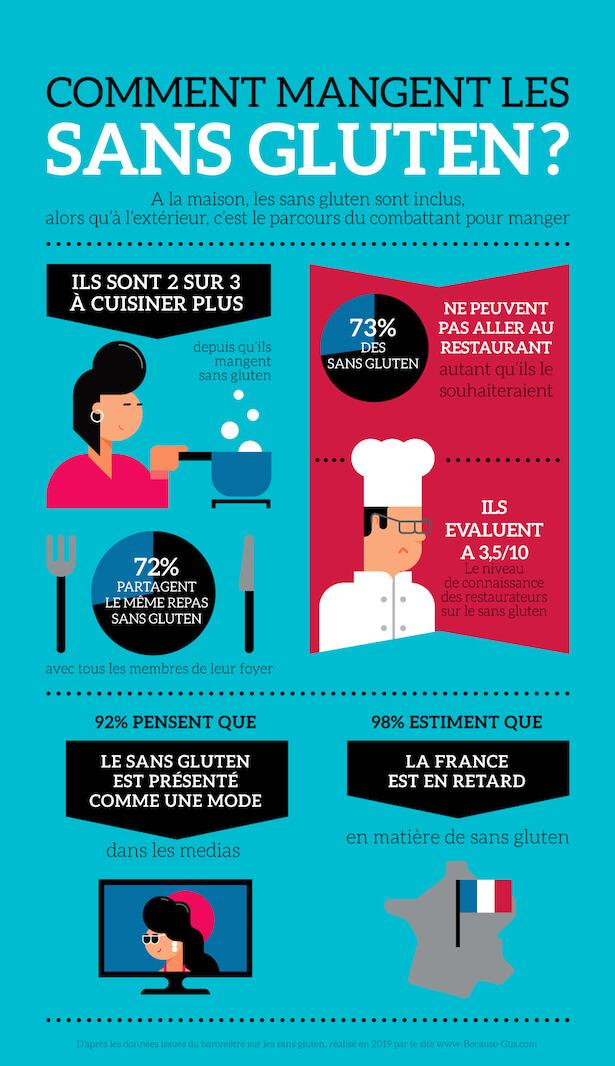 COMMENT MANGENT LES
SANS GLUTEN?
A la maison, les sans gluten sont inclus,
alors qu'à l'extérieur, c'est le parcours du combattant pour manger
ILS SONT 2 SUR 3
À CUISINER PLUS
depuis qu'ils
mangent
sans gluten
72%
PARTAGENT
LE MÊME REPAS
SANS GLUTEN
avec tous les membres de leur foyer
73%
DES
SANS GLUTEN
NE PEUVENT
PAS ALLER AU
RESTAURANT
autant qu'ils le
souhaiteraient
ILS
EVALUENT
A 3,5/10
Le niveau
de connaissance
des restaurateurs
sur le sans gluten
92% PENSENT QUE
LE SANS GLUTEN
EST PRÉSENTÉ
COMME UNE MODE
dans les medias
98% ESTIMENT QUE
LA FRANCE
EST EN RETARD
en matière de sans gluten
D'après les données issues du baromètre sur les sans gluten, réalisé en 2019 par le site www-Because-Gus.com